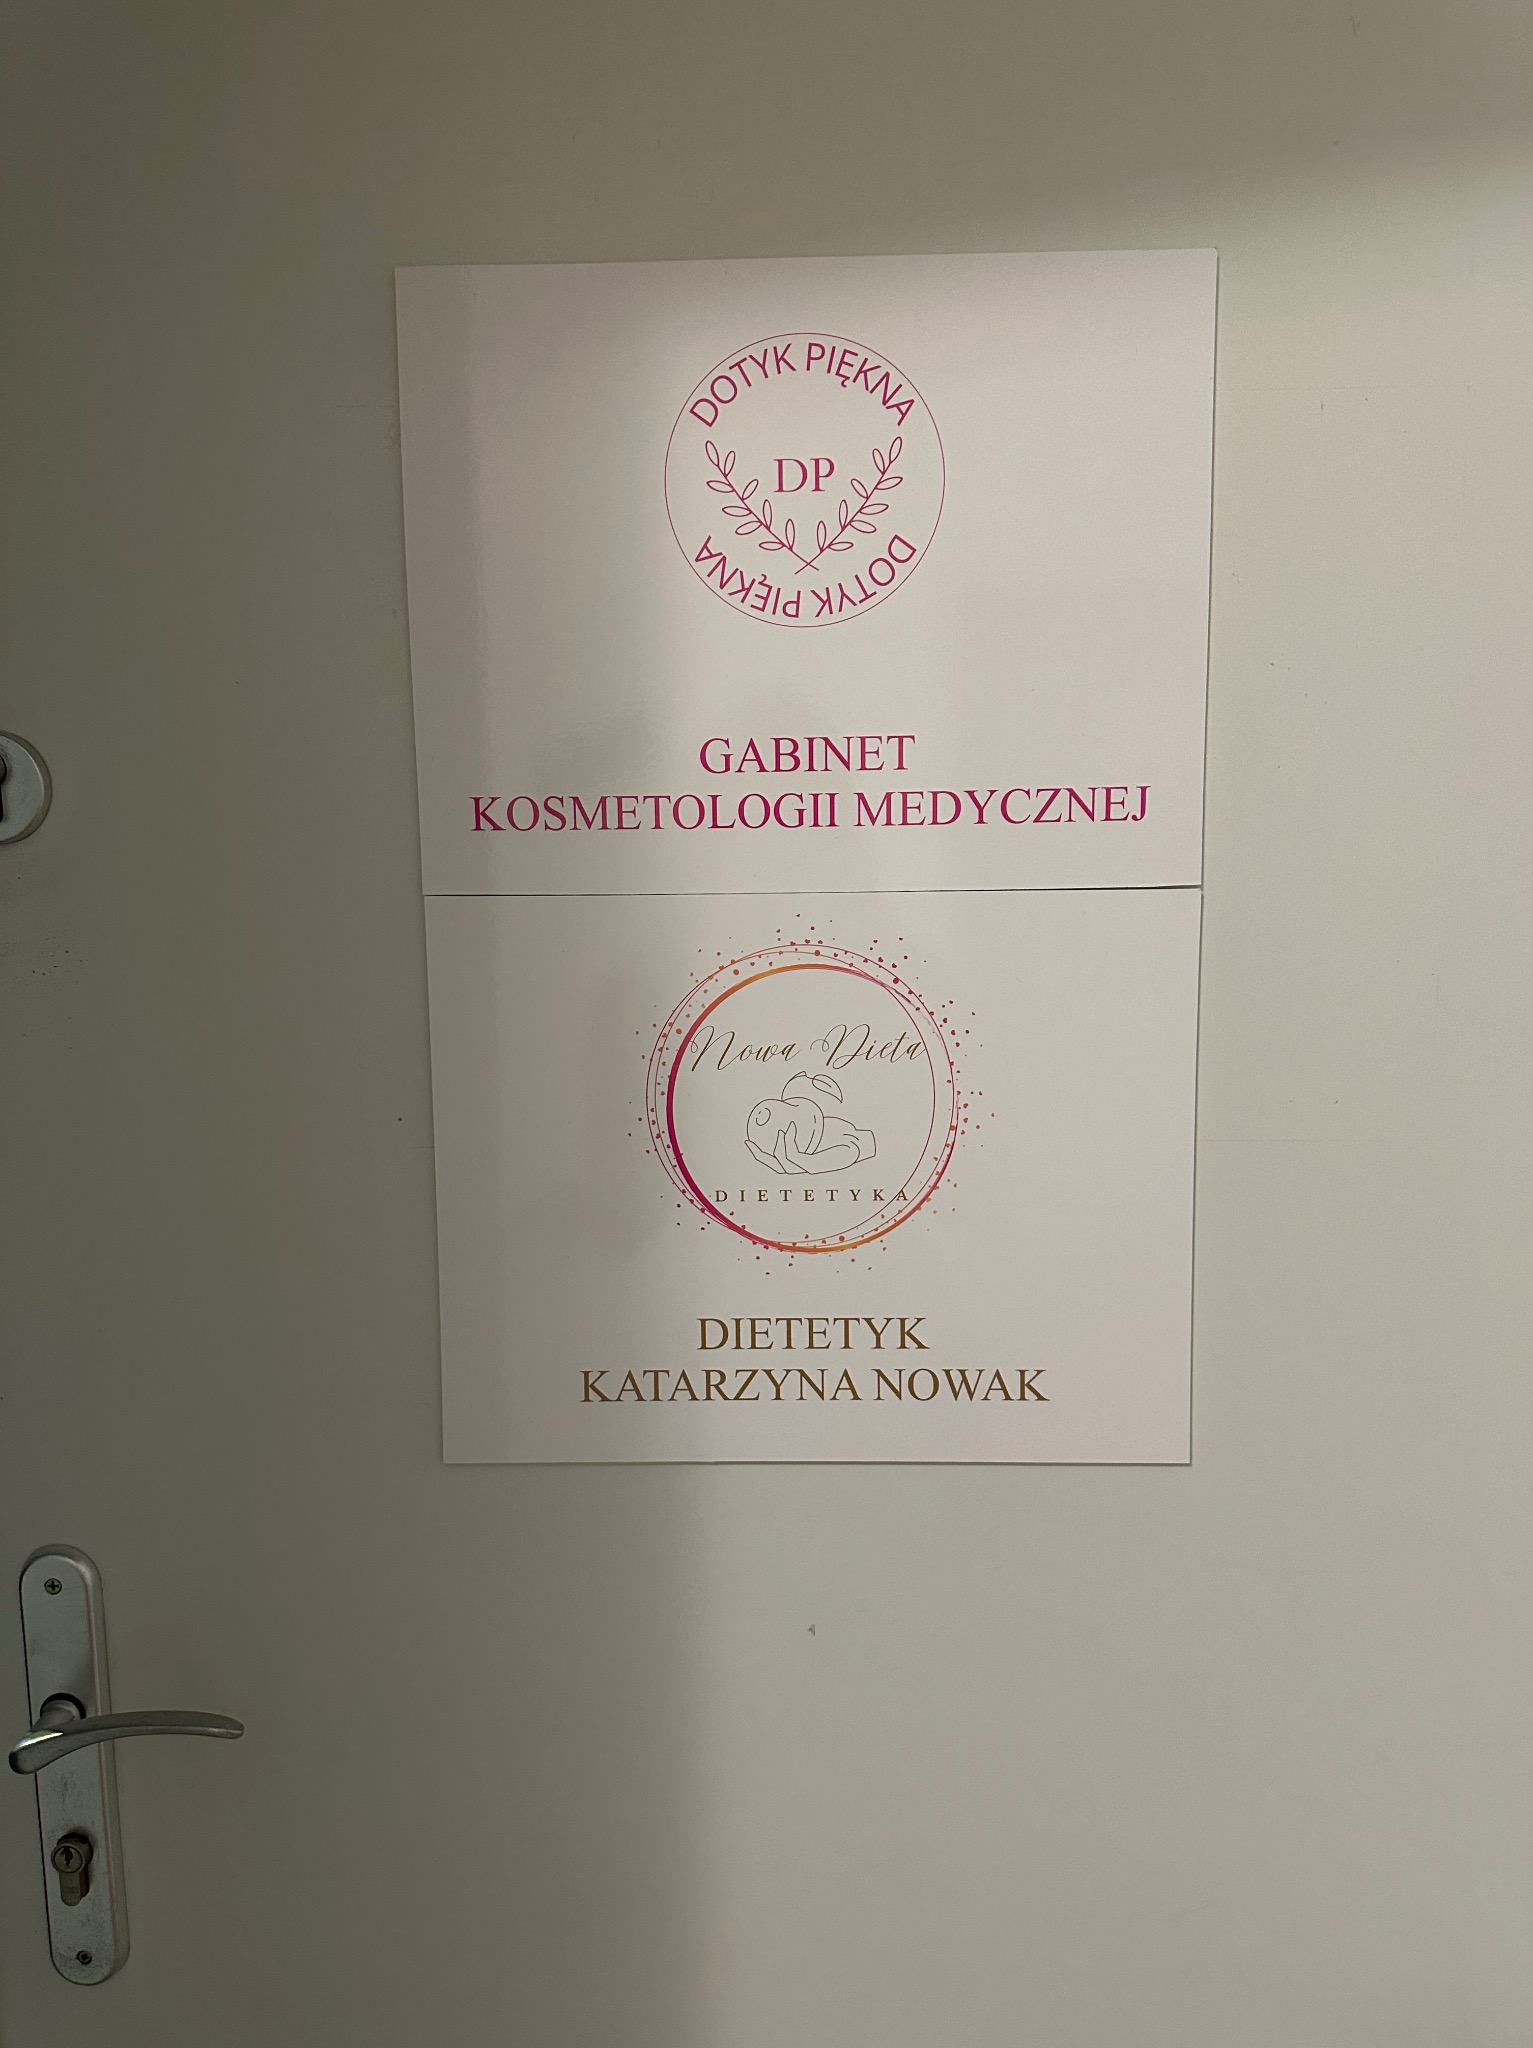 DOTYK PIĘKNA
DP
DOTYK PIĘKNA
GABINET
KOSMETOLOGII MEDYCZNEJ
Nowa Dieta
DIETETYKA
DIETETYK
KATARZYNA NOWAK